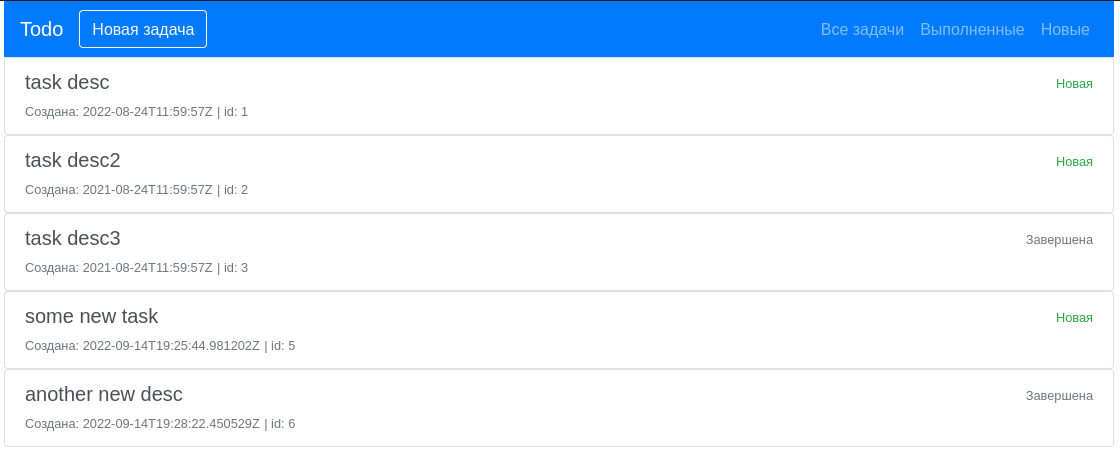 Todo Новая задача Все задачи Выполненные Новые
task desc Новая
Создана: 2022-08-24T11:59:57Z | id: 1
task desc2 Новая
Создана: 2021-08-24T11:59:57Z | id: 2
task desc3 Завершена
Создана: 2021-08-24T11:59:57Z | id: 3
some new task Новая
Создана: 2022-09-14T19:25:44.981202Z | id: 5
another new desc Завершена
Создана: 2022-09-14T19:28:22.450529Z | id: 6